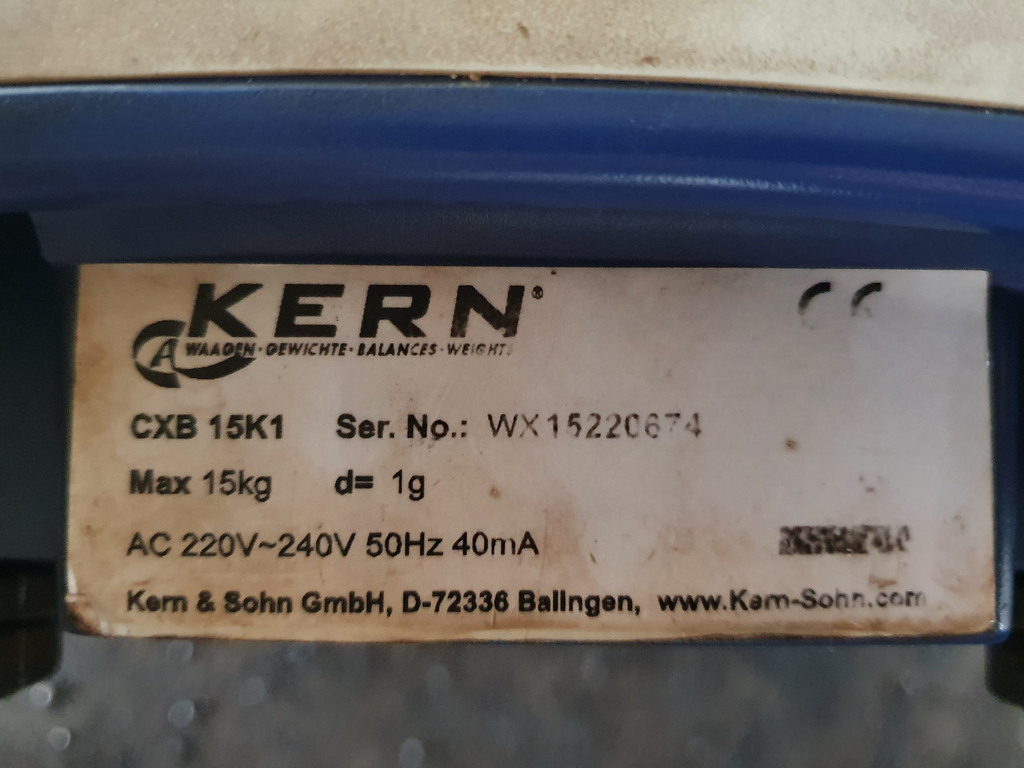 KERN®
WAAGEN·GEWICHTE·BALANCES·WEIGHTS
CXB 15K1 Ser. No.: WX15220674
Max 15kg d= 1g
AC 220V~240V 50Hz 40mA
Kern & Sohn GmbH, D-72336 Balingen, www.Kern-Sohn.com